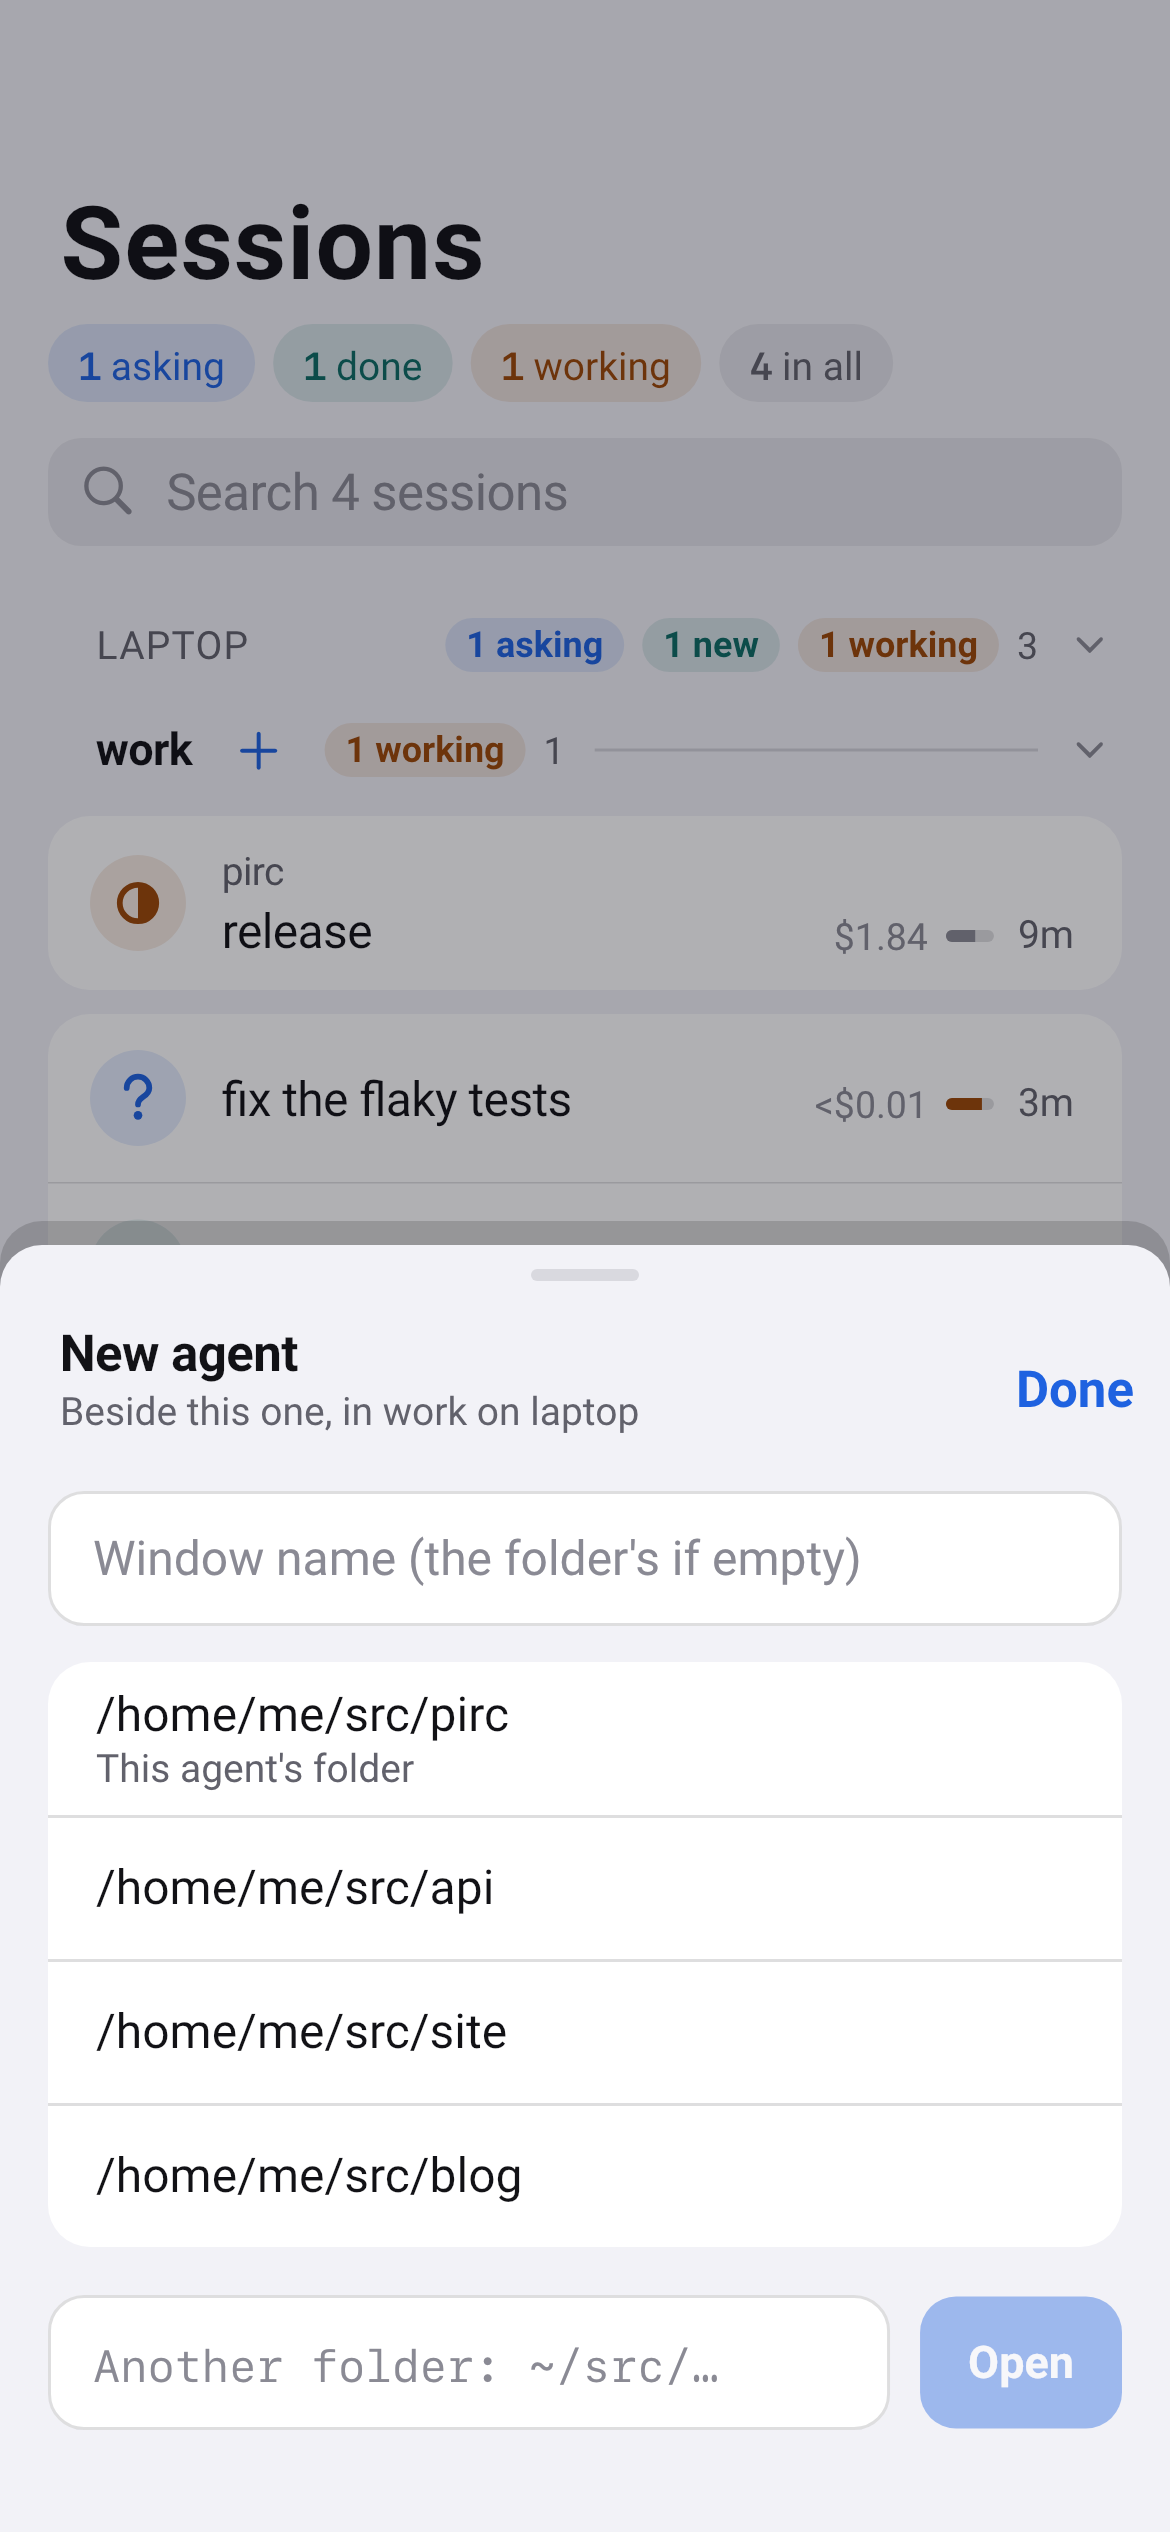 Sessions
1 asking 1 done 1 working 4 in all
Search 4 sessions
LAPTOP 1 asking 1 new 1 working 3
work + 1 working 1
pirc
release $1.84 9m
? fix the flaky tests <$0.01 3m
New agent
Beside this one, in work on laptop
Done
Window name (the folder's if empty)
/home/me/src/pirc
This agent's folder
/home/me/src/api
/home/me/src/site
/home/me/src/blog
Another folder: ~/src/… Open